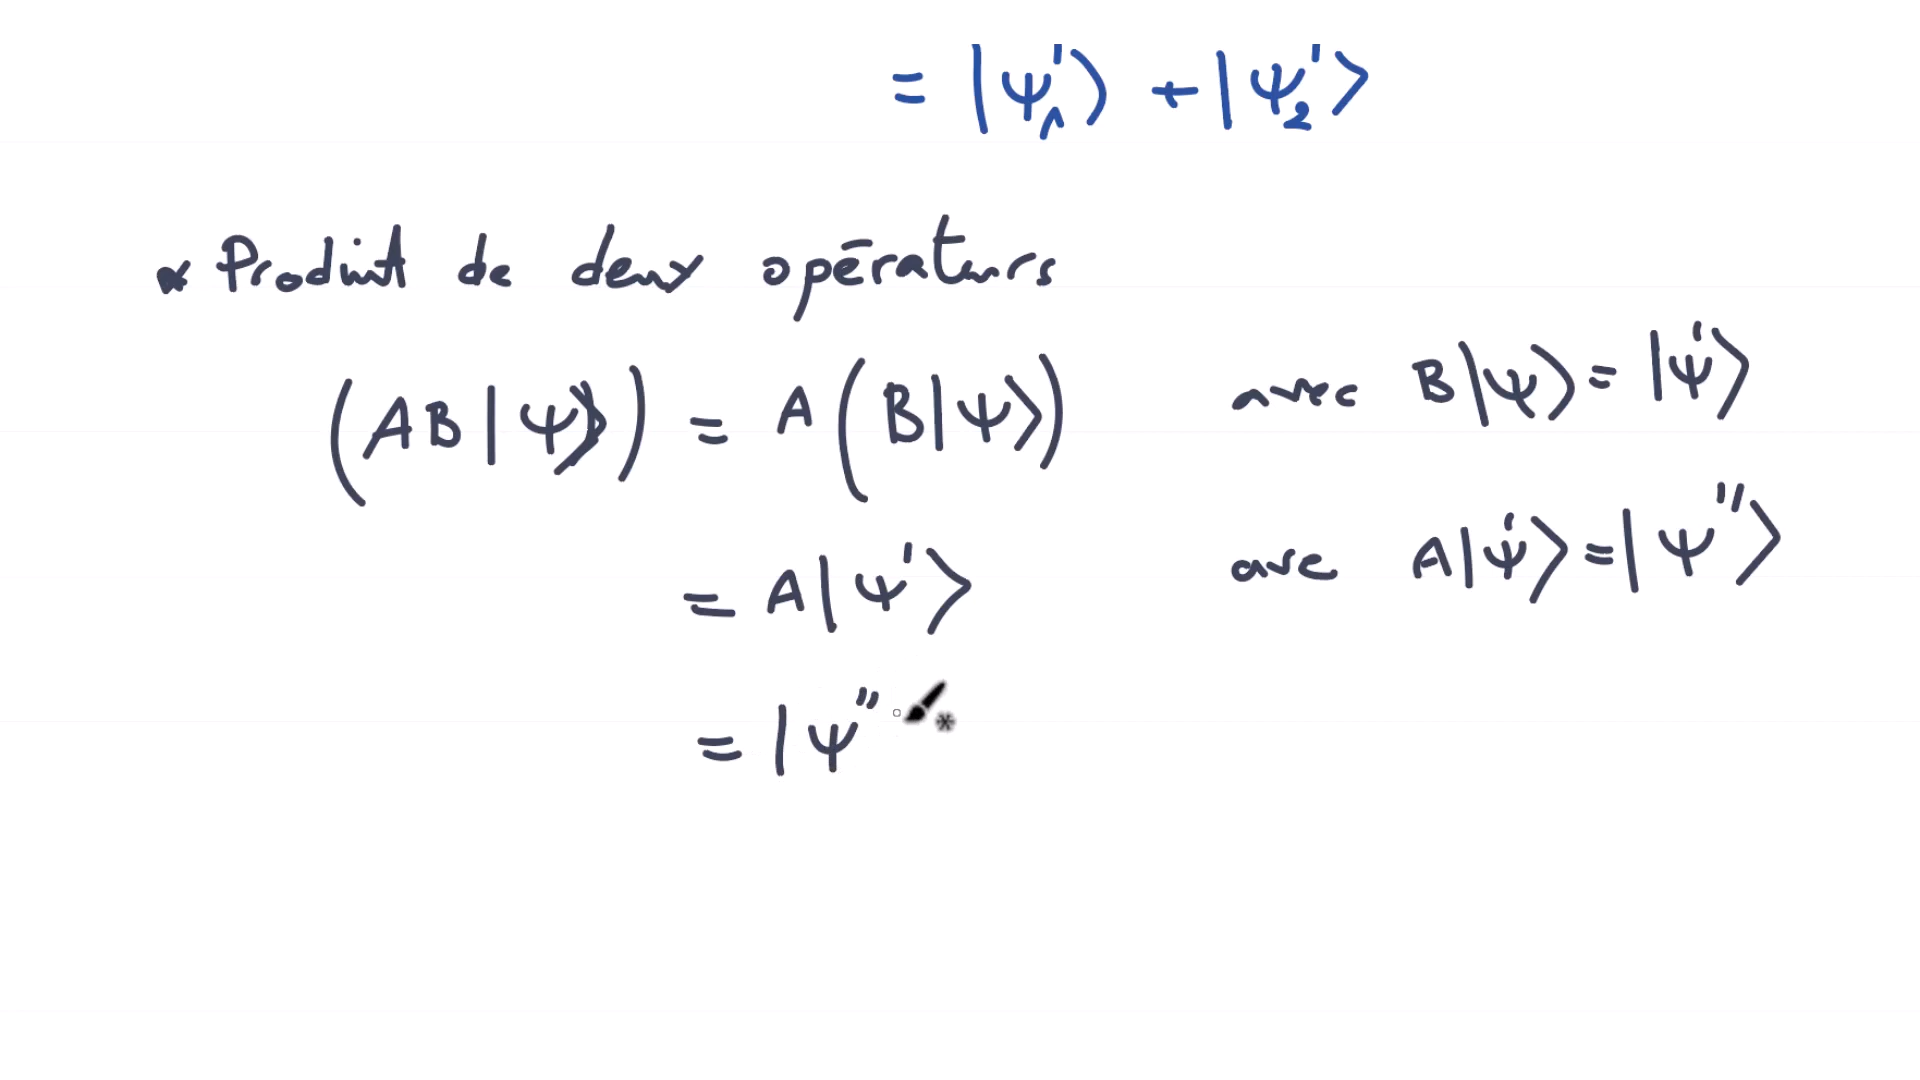 = |ψ'₁⟩ + |ψ'₂⟩
* Produit de deux opérateurs
(AB|ψ⟩) = A(B|ψ⟩) avec B|ψ⟩ = |ψ'⟩
= A|ψ'⟩ avec A|ψ'⟩ = |ψ''⟩
= |ψ''